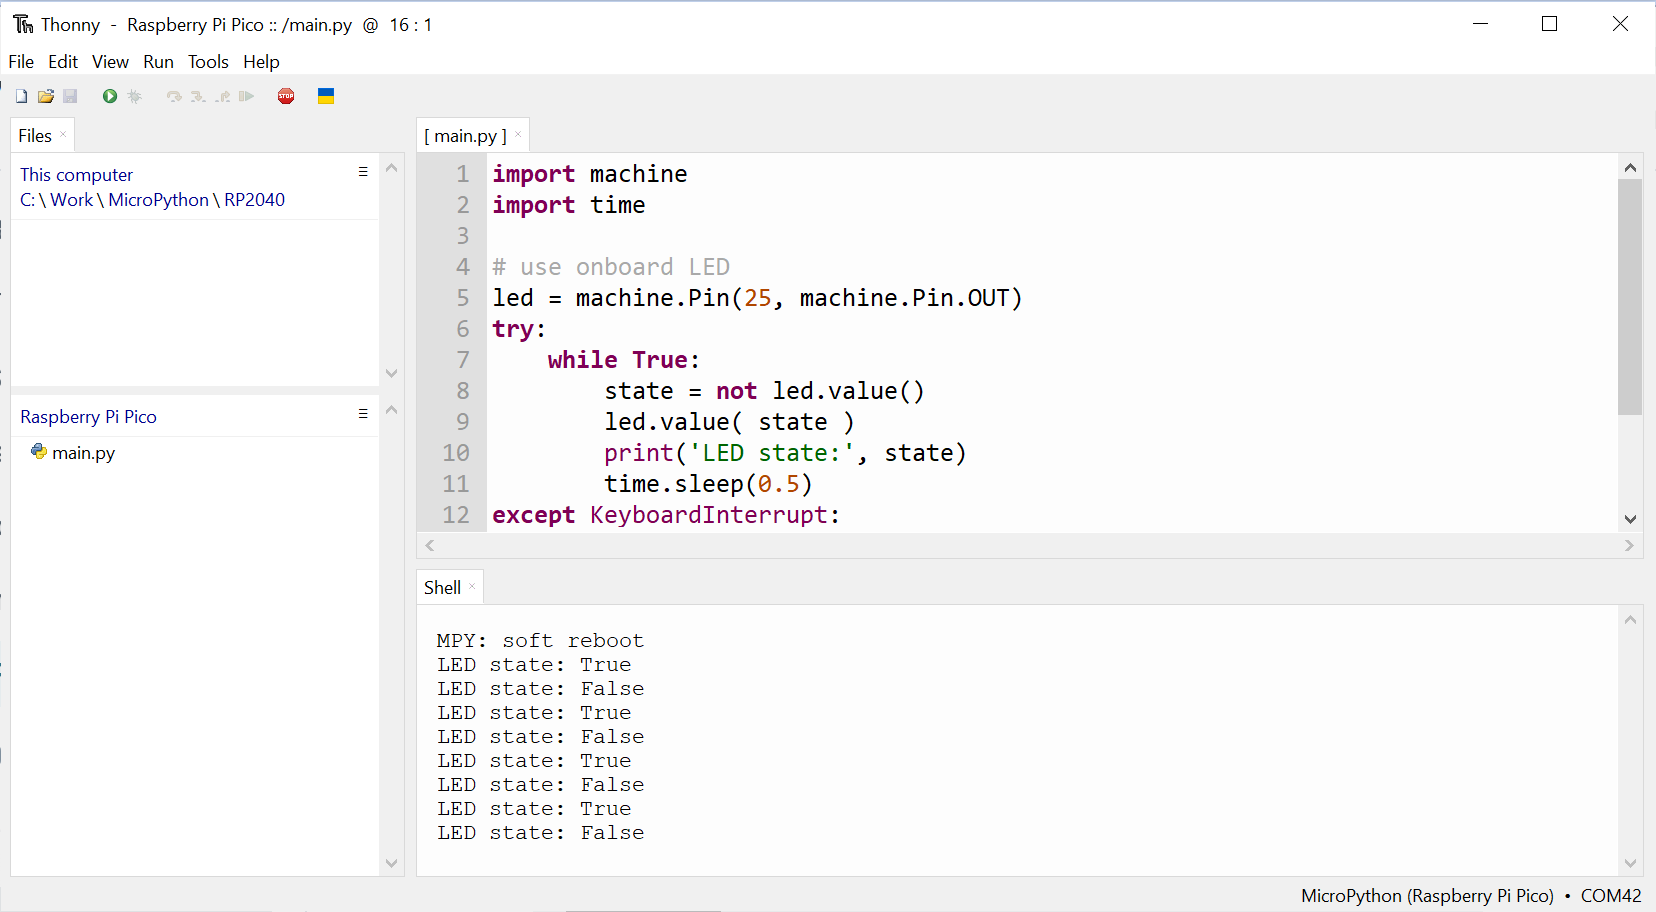 Thonny - Raspberry Pi Pico :: /main.py @ 16 : 1
File Edit View Run Tools Help
STOP
Files
This computer
C: \ Work \ MicroPython \ RP2040
Raspberry Pi Pico
main.py
[ main.py ]
1 import machine
2 import time
3
4 # use onboard LED
5 led = machine.Pin(25, machine.Pin.OUT)
6 try:
7     while True:
8         state = not led.value()
9         led.value( state )
10         print('LED state:', state)
11         time.sleep(0.5)
12 except KeyboardInterrupt:
Shell
MPY: soft reboot
LED state: True
LED state: False
LED state: True
LED state: False
LED state: True
LED state: False
LED state: True
LED state: False
MicroPython (Raspberry Pi Pico) • COM42